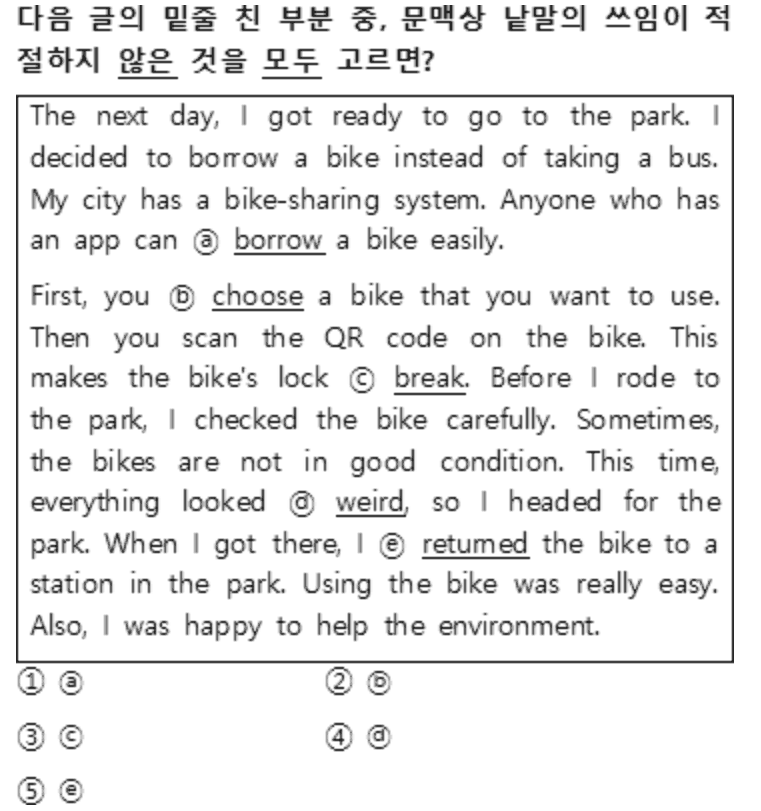 다음 글의 밑줄 친 부분 중, 문맥상 낱말의 쓰임이 적
절하지 않은 것을 모두 고르면?
The next day, I got ready to go to the park. I
decided to borrow a bike instead of taking a bus.
My city has a bike-sharing system. Anyone who has
an app can ⓐ borrow a bike easily.
First, you ⓑ choose a bike that you want to use.
Then you scan the QR code on the bike. This
makes the bike's lock ⓒ break. Before I rode to
the park, I checked the bike carefully. Sometimes,
the bikes are not in good condition. This time,
everything looked ⓓ weird, so I headed for the
park. When I got there, I ⓔ returned the bike to a
station in the park. Using the bike was really easy.
Also, I was happy to help the environment.
① ⓐ ② ⓑ
③ ⓒ ④ ⓓ
⑤ ⓔ